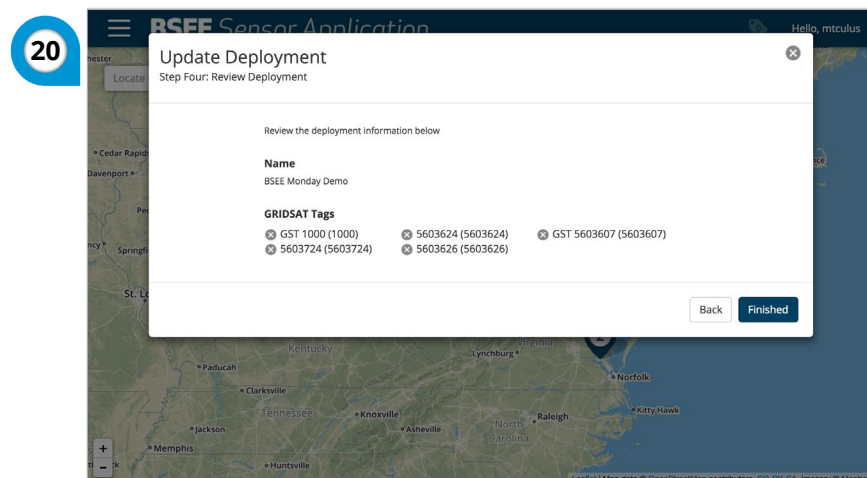 20
BSEE Sensor Application
Hello, mtculus
Locate
Update Deployment
Step Four: Review Deployment
Review the deployment information below
Name
BSEE Monday Demo
GRIDSAT Tags
GST 1000 (1000) 5603624 (5603624) GST 5603607 (5603607)
5603724 (5603724) 5603626 (5603626)
Back Finished
Cedar Rapids
Davenport
Springfi
St. Lo
Kentucky
Virginia
Lynchburg
2
Paducah
Norfolk
Clarksville
Tennessee
Knoxville
Raleigh
Kitty Hawk
Jackson
Asheville
North
Carolina
Memphis
Huntsville
+
-